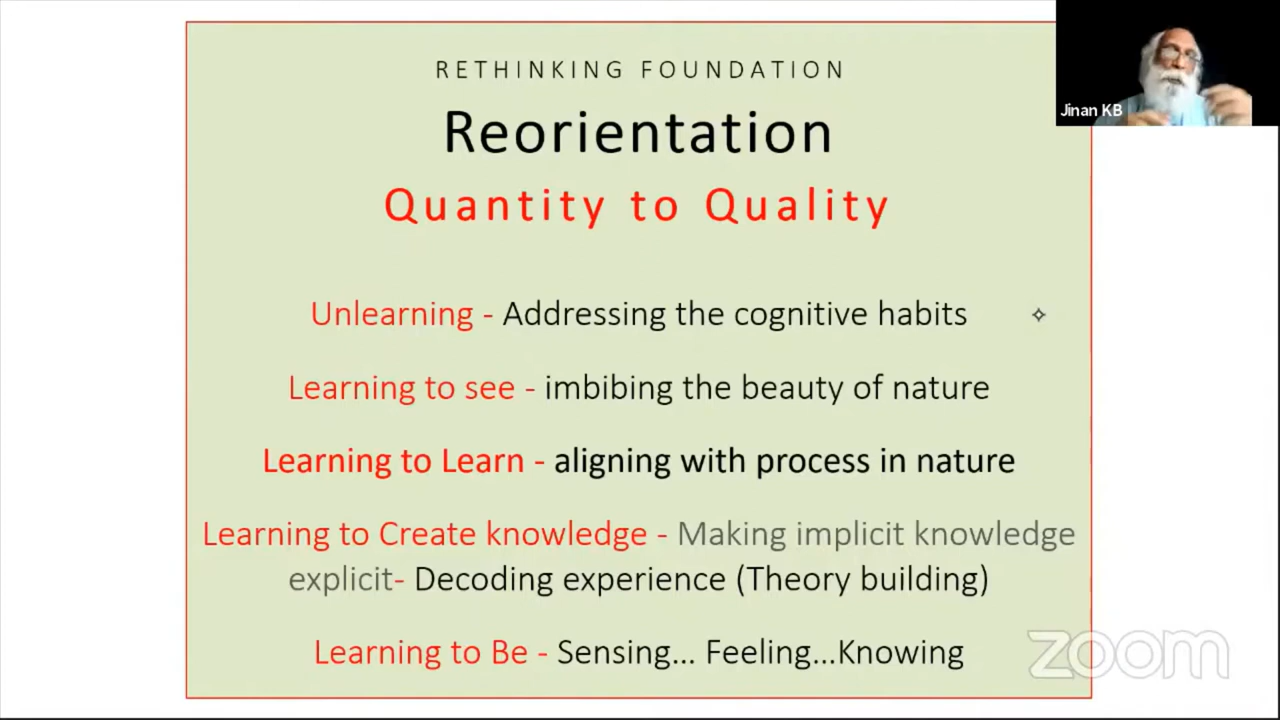 RETHINKING FOUNDATION
Jinan KB
Reorientation
Quantity to Quality
Unlearning - Addressing the cognitive habits
Learning to see - imbibing the beauty of nature
Learning to Learn - aligning with process in nature
Learning to Create knowledge - Making implicit knowledge
explicit- Decoding experience (Theory building)
Learning to Be - Sensing... Feeling...Knowing
zoom